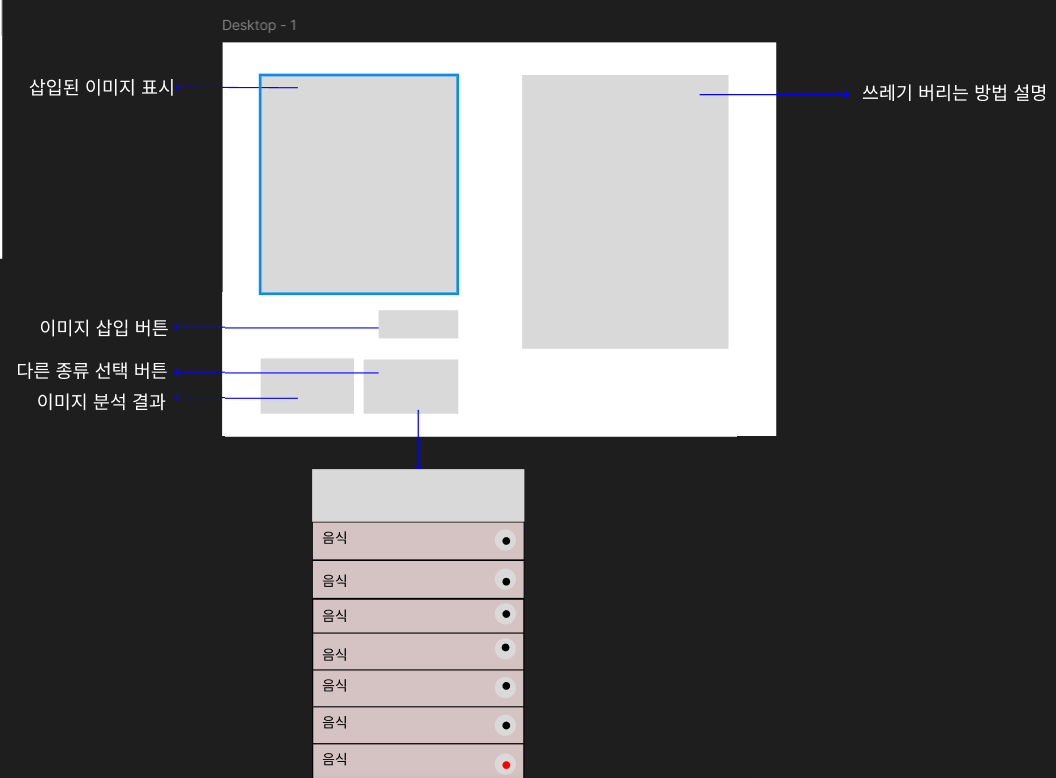 Desktop - 1
삽입된 이미지 표시
쓰레기 버리는 방법 설명
이미지 삽입 버튼
다른 종류 선택 버튼
이미지 분석 결과
음식
음식
음식
음식
음식
음식
음식